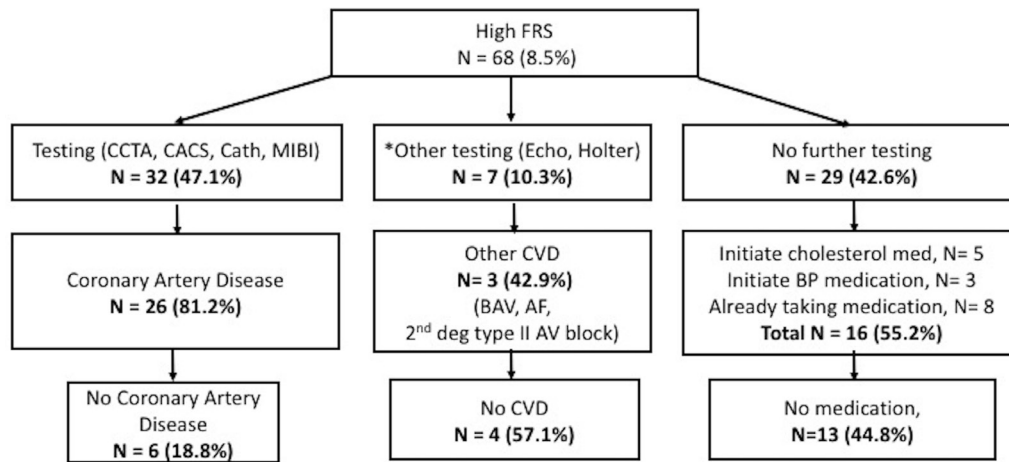 High FRS
N = 68 (8.5%)
Testing (CCTA, CACS, Cath, MIBI)
N = 32 (47.1%)
*Other testing (Echo, Holter)
N = 7 (10.3%)
No further testing
N = 29 (42.6%)
Coronary Artery Disease
N = 26 (81.2%)
Other CVD
N= 3 (42.9%)
(BAV, AF,
2nd deg type II AV block)
Initiate cholesterol med, N= 5
Initiate BP medication, N= 3
Already taking medication, N= 8
Total N = 16 (55.2%)
No Coronary Artery
Disease
N = 6 (18.8%)
No CVD
N = 4 (57.1%)
No medication,
N=13 (44.8%)